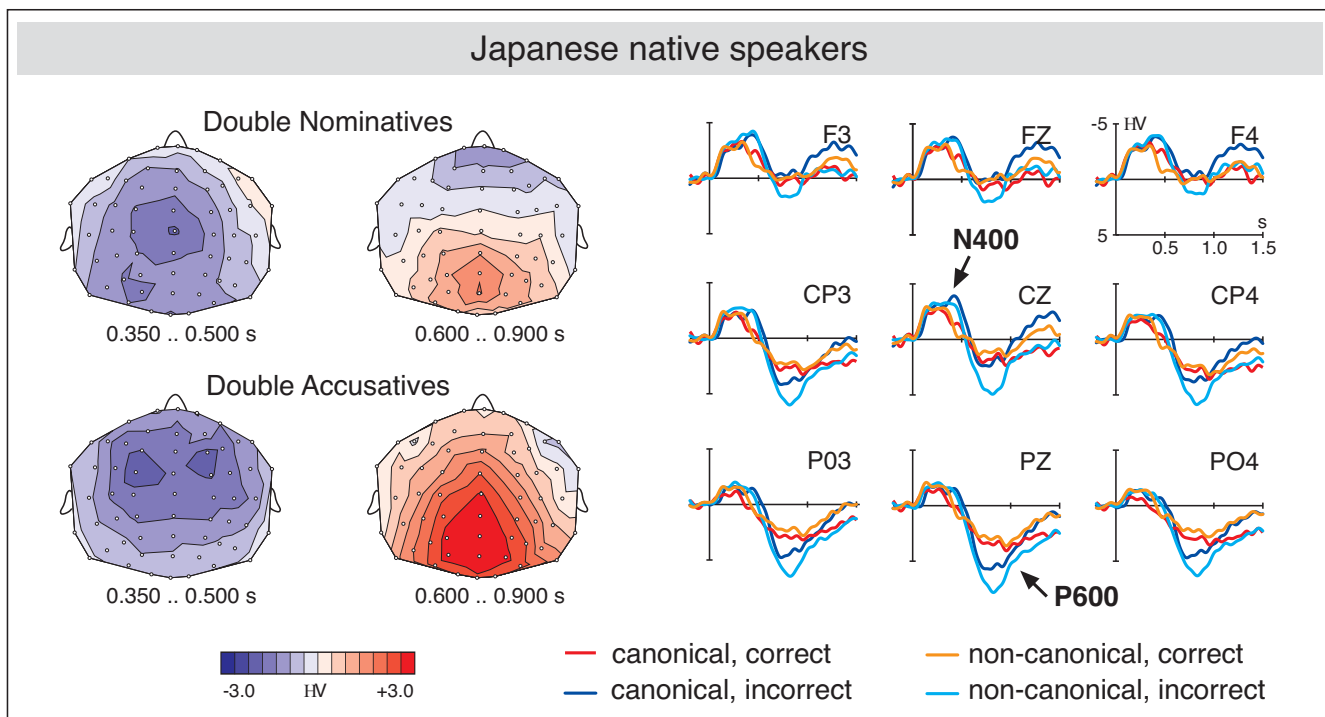 Japanese native speakers
Double Nominatives
0.350 .. 0.500 s
0.600 .. 0.900 s
Double Accusatives
0.350 .. 0.500 s
0.600 .. 0.900 s
-3.0
HV
+3.0
F3
FZ
-5
HV
F4
5
s
0.5
1.0
1.5
N400
CP3
CZ
CP4
P03
PZ
PO4
P600
canonical, correct
non-canonical, correct
canonical, incorrect
non-canonical, incorrect